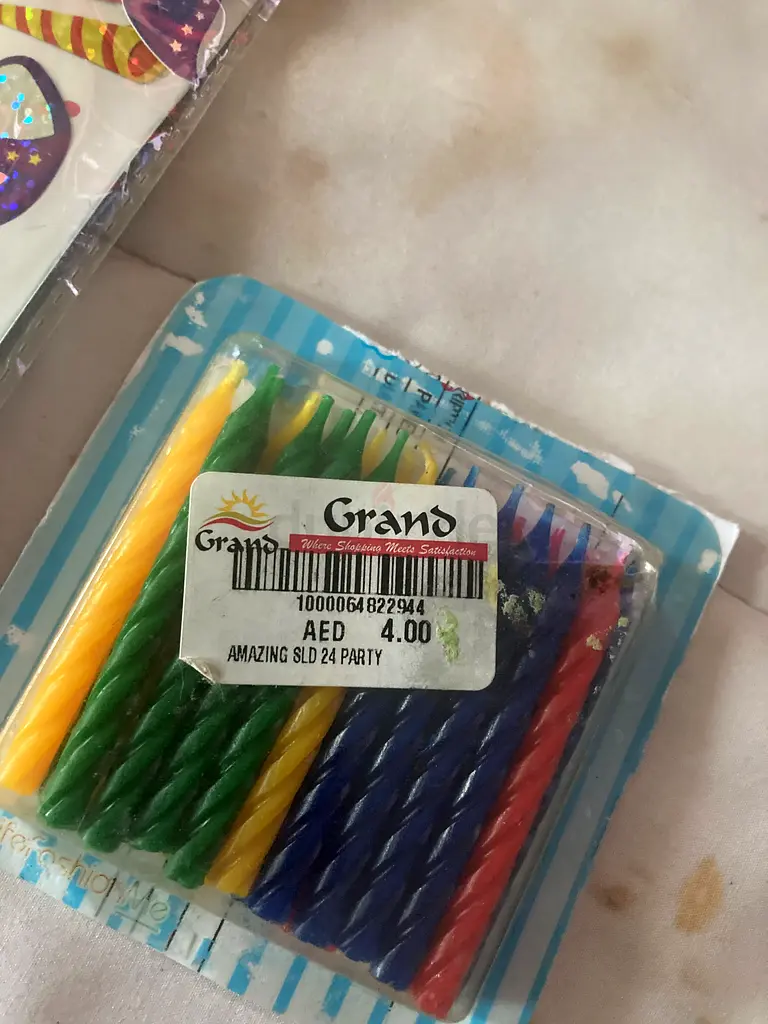 Grand
Grand
Where Shopping Meets Satisfaction
1000064822944
AED 4.00
AMAZING SLD 24 PARTY